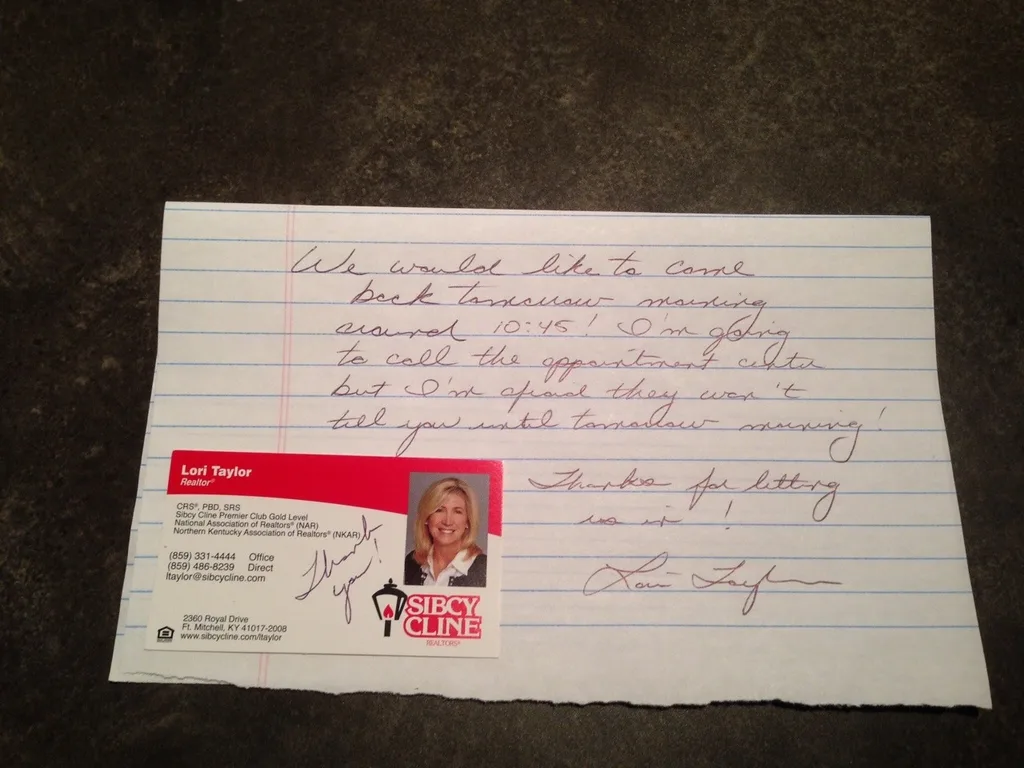 We would like to come
back tomorrow morning
around 10:45! I'm going
to call the appointment center
but I'm afraid they won't
tell you until tomorrow morning!
Thanks for letting
us in!
Lori Taylor
Lori Taylor
Realtor®
CRS®, PBD, SRS
Sibcy Cline Premier Club Gold Level
National Association of Realtors® (NAR)
Northern Kentucky Association of Realtors® (NKAR)
(859) 331-4444 Office
(859) 486-8239 Direct
ltaylor@sibcycline.com
Thank
you!
SIBCY
CLINE
REALTORS®
2360 Royal Drive
Ft. Mitchell, KY 41017-2008
www.sibcycline.com/ltaylor